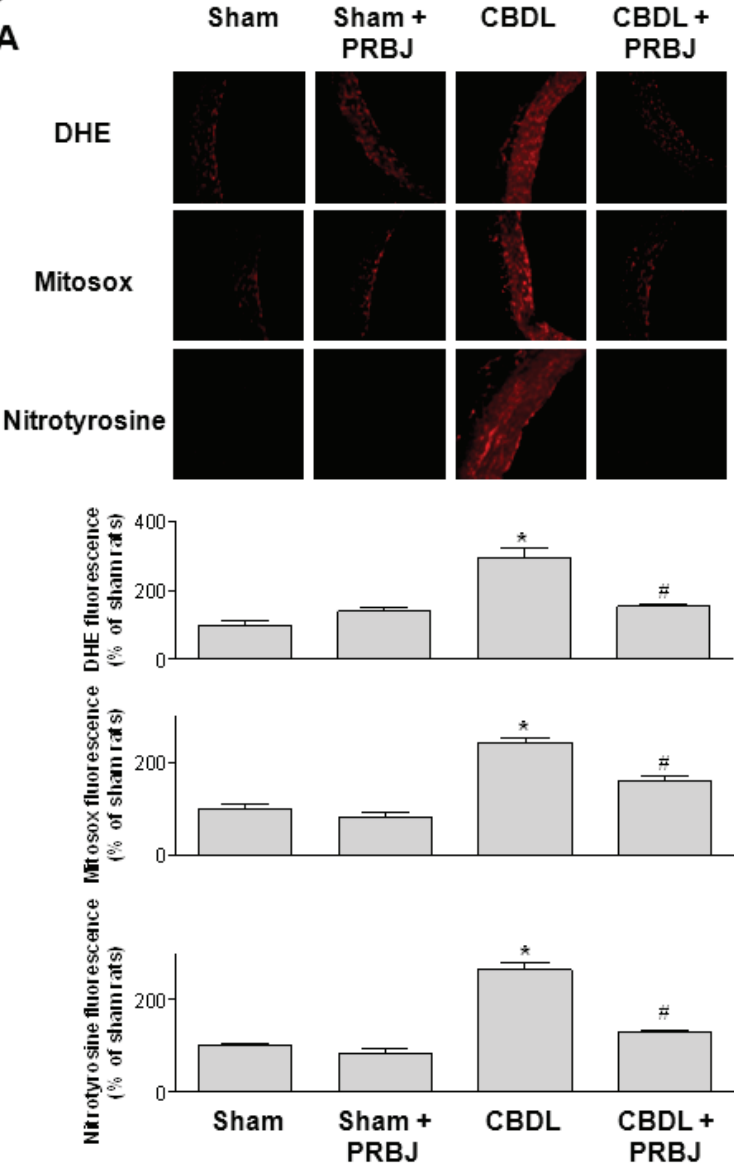 A
Sham
Sham +
PRBJ
CBDL
CBDL +
PRBJ
DHE
Mitosox
Nitrotyrosine
DHE fluorescence
(% of sham rats)
400
200
0
*
#
Mitosox fluorescence
(% of sham rats)
200
0
*
#
Nitrotyrosine fluorescence
(% of sham rats)
200
0
*
#
Sham
Sham +
PRBJ
CBDL
CBDL +
PRBJ